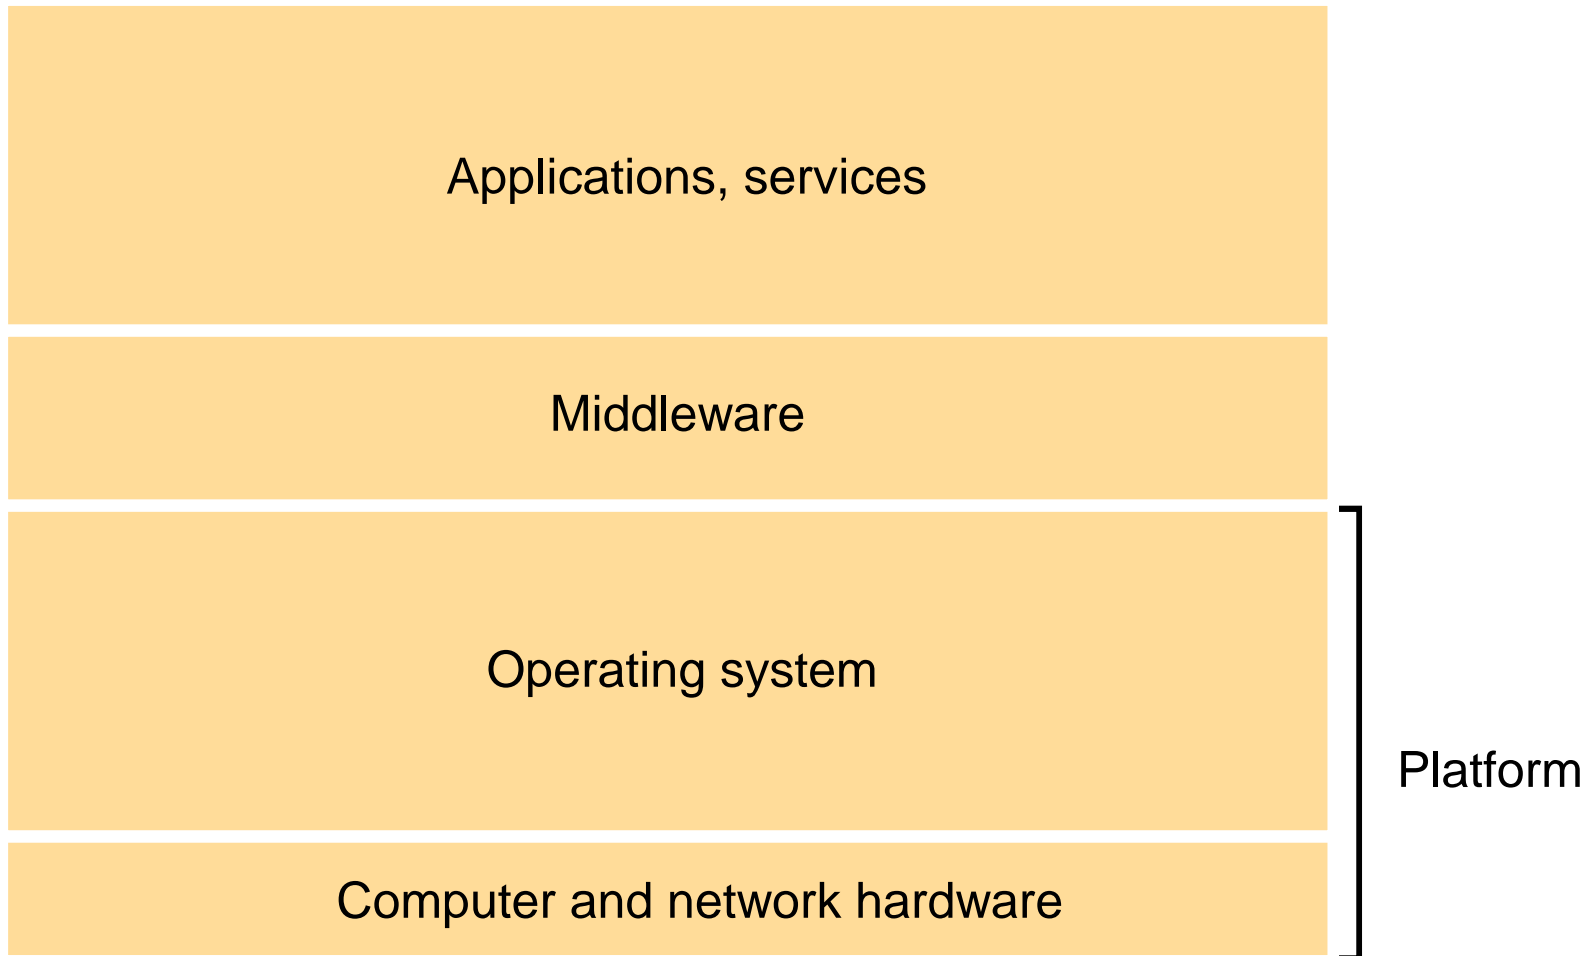 Applications, services
Middleware
Operating system
Platform
Computer and network hardware